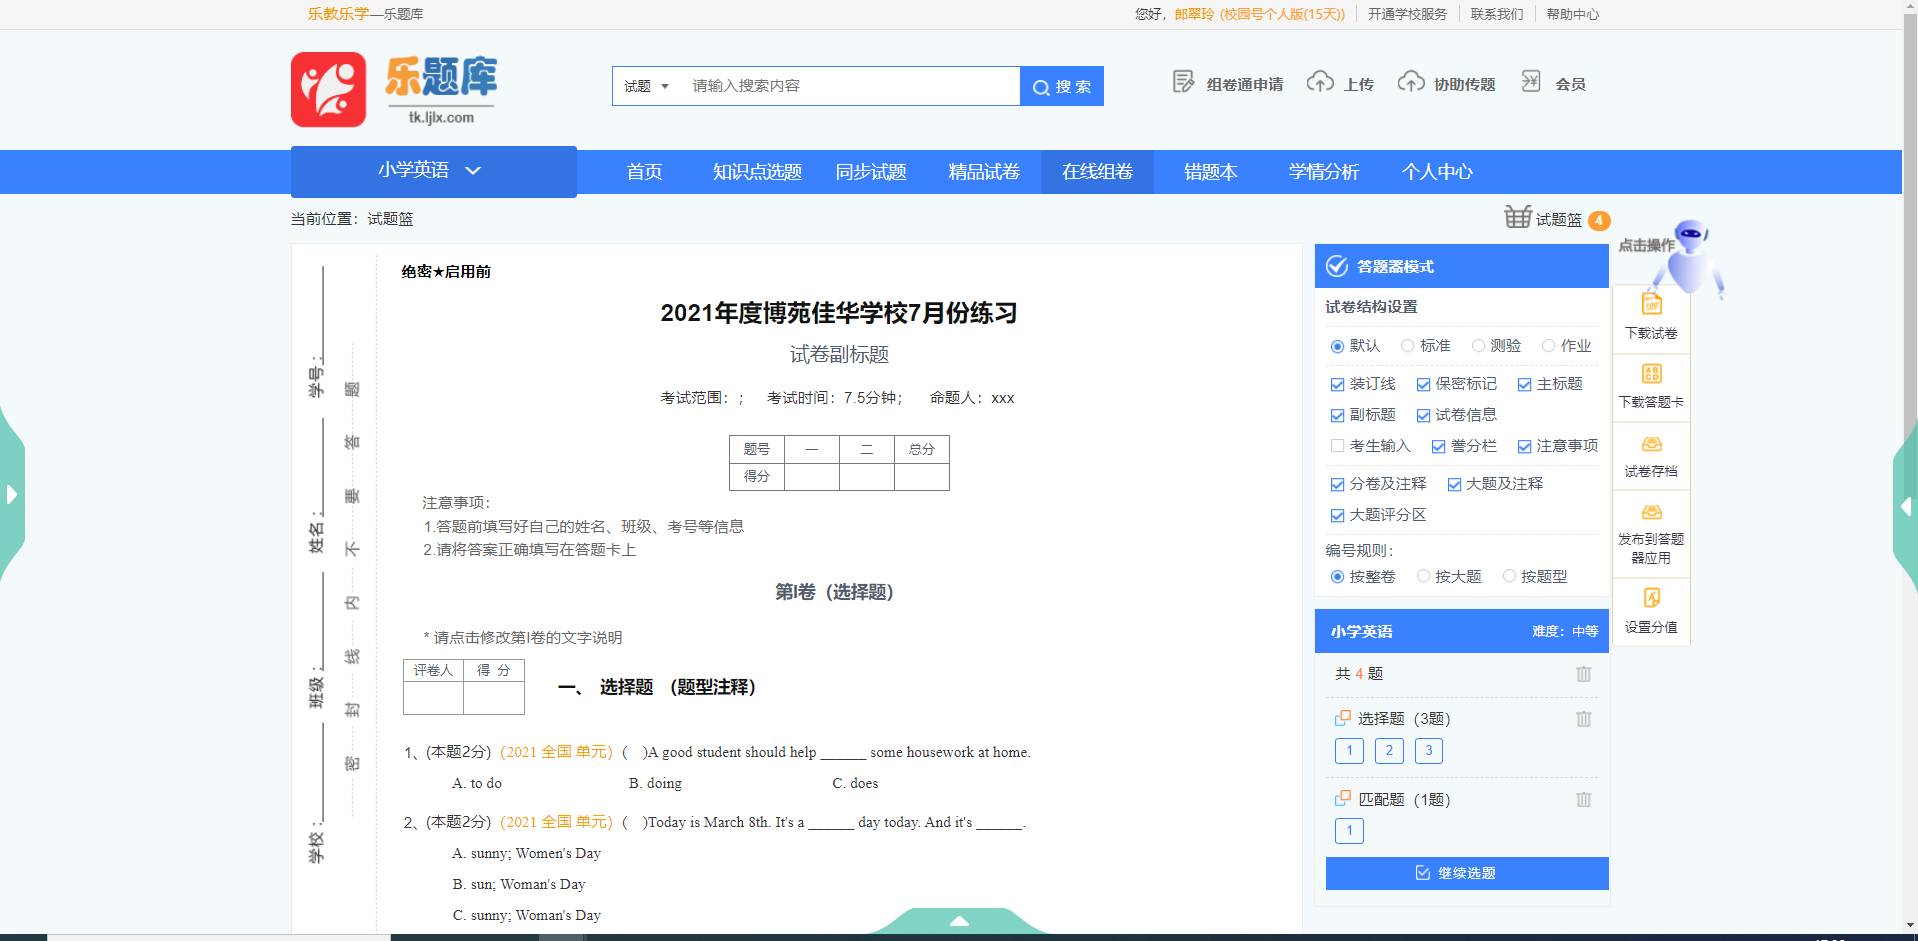 乐教乐学—乐题库
您好，郎翠玲 (校园号个人版(15天)) 开通学校服务 联系我们 帮助中心
乐题库
tk.ljlx.com
试题 请输入搜索内容 搜 索
组卷通申请 上传 协助传题 会员
小学英语 首页 知识点选题 同步试题 精品试卷 在线组卷 错题本 学情分析 个人中心
当前位置：试题篮
试题篮 4
点击操作
学号：
姓名：
班级：
学校：
题
答
要
不
内
线
封
密
绝密★启用前
2021年度博苑佳华学校7月份练习
试卷副标题
考试范围：； 考试时间：7.5分钟； 命题人：xxx
题号 一 二 总分
得分
注意事项：
1.答题前填写好自己的姓名、班级、考号等信息
2.请将答案正确填写在答题卡上
第I卷（选择题）
* 请点击修改第I卷的文字说明
评卷人 得 分
一、 选择题 （题型注释）
1、(本题2分)（2021 全国 单元）( )A good student should help ______ some housework at home.
A. to do B. doing C. does
2、(本题2分)（2021 全国 单元）( )Today is March 8th. It's a ______ day today. And it's ______.
A. sunny; Women's Day
B. sun; Woman's Day
C. sunny; Woman's Day
答题器模式
试卷结构设置
默认 标准 测验 作业
装订线 保密标记 主标题
副标题 试卷信息
考生输入 誊分栏 注意事项
分卷及注释 大题及注释
大题评分区
编号规则：
按整卷 按大题 按题型
小学英语 难度：中等
共 4 题
选择题（3题）
1 2 3
匹配题（1题）
1
继续选题
下载试卷
下载答题卡
试卷存档
发布到答题
器应用
设置分值